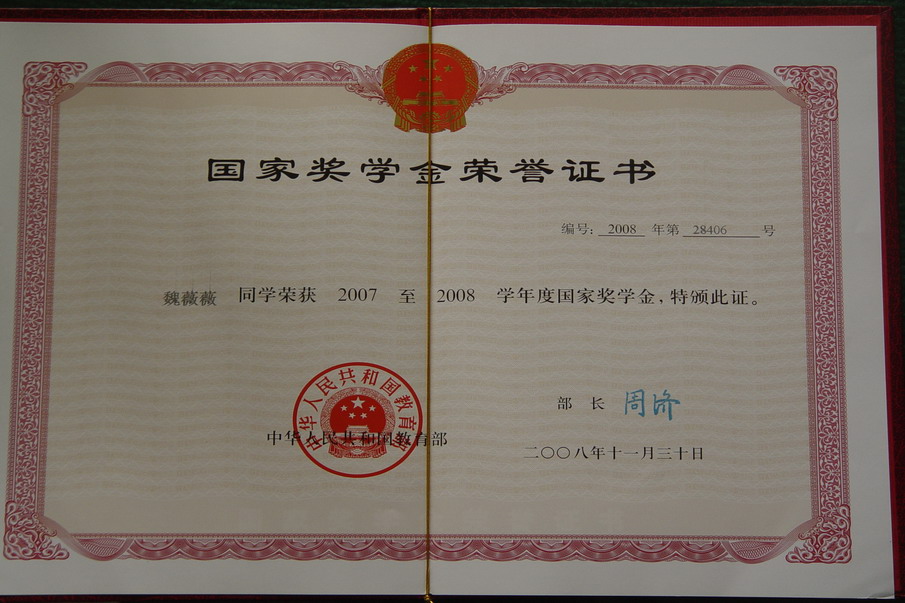 国家奖学金荣誉证书
编号: 2008 年第 28406 号
魏薇薇 同学荣获 2007 至 2008 学年度国家奖学金,特颁此证。
中华人民共和国教育部
部长 周济
中华人民共和国教育部
二〇〇八年十一月三十日